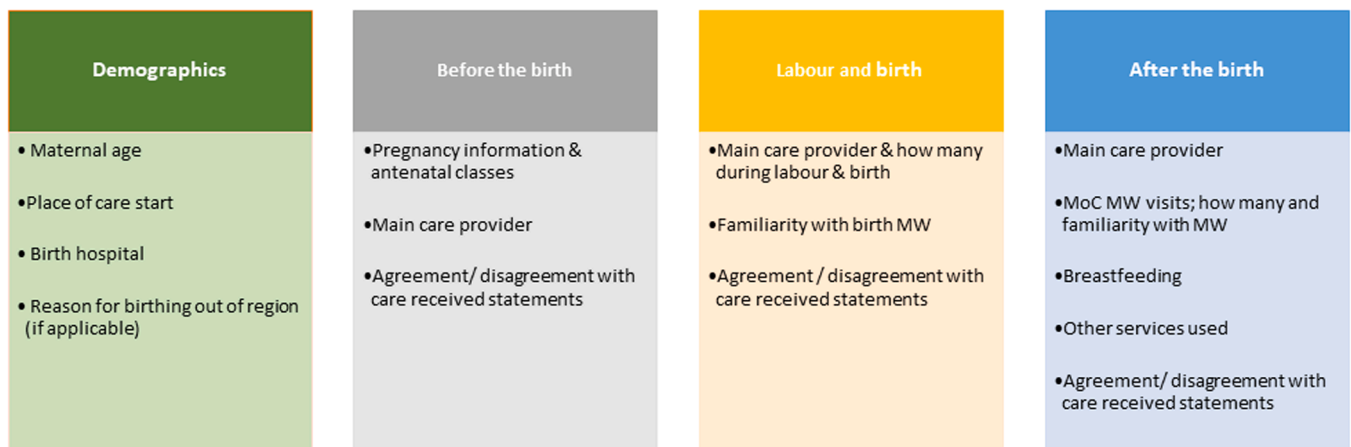 Demographics
• Maternal age
•Place of care start
• Birth hospital
• Reason for birthing out of region
(if applicable)
Before the birth
•Pregnancy information &
antenatal classes
•Main care provider
•Agreement/ disagreement with
care received statements
Labour and birth
•Main care provider & how many
during labour & birth
•Familiarity with birth MW
•Agreement / disagreement with
care received statements
After the birth
•Main care provider
•MoC MW visits; how many and
familiarity with MW
•Breastfeeding
•Other services used
•Agreement/ disagreement with
care received statements